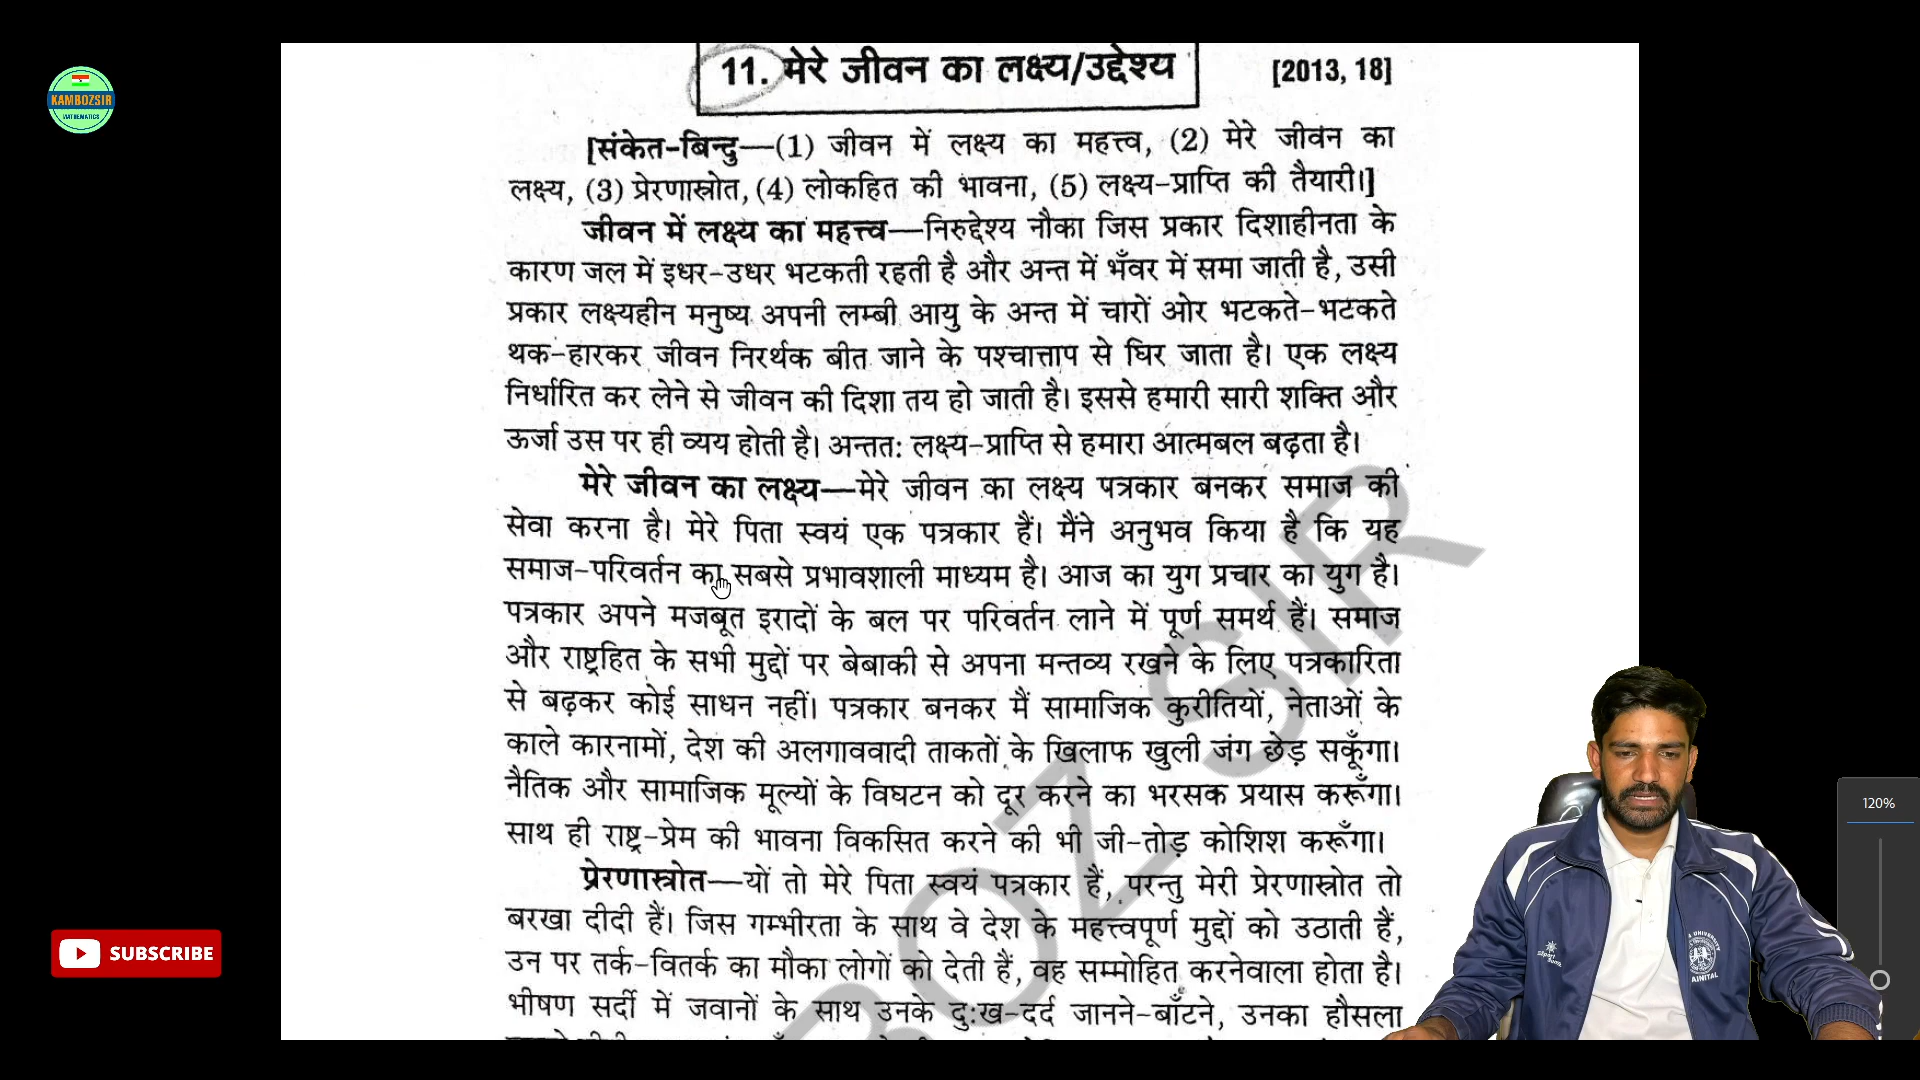 11. मेरे जीवन का लक्ष्य/उद्देश्य [2013, 18]
[संकेत-बिन्दु—(1) जीवन में लक्ष्य का महत्त्व, (2) मेरे जीवन का
लक्ष्य, (3) प्रेरणास्रोत, (4) लोकहित की भावना, (5) लक्ष्य-प्राप्ति की तैयारी।]
जीवन में लक्ष्य का महत्त्व—निरुद्देश्य नौका जिस प्रकार दिशाहीनता के
कारण जल में इधर-उधर भटकती रहती है और अन्त में भँवर में समा जाती है, उसी
प्रकार लक्ष्यहीन मनुष्य अपनी लम्बी आयु के अन्त में चारों ओर भटकते-भटकते
थक-हारकर जीवन निरर्थक बीत जाने के पश्चात्ताप से घिर जाता है। एक लक्ष्य
निर्धारित कर लेने से जीवन की दिशा तय हो जाती है। इससे हमारी सारी शक्ति और
ऊर्जा उस पर ही व्यय होती है। अन्तत: लक्ष्य-प्राप्ति से हमारा आत्मबल बढ़ता है।
मेरे जीवन का लक्ष्य—मेरे जीवन का लक्ष्य पत्रकार बनकर समाज की
सेवा करना है। मेरे पिता स्वयं एक पत्रकार हैं। मैंने अनुभव किया है कि यह
समाज-परिवर्तन का सबसे प्रभावशाली माध्यम है। आज का युग प्रचार का युग है।
पत्रकार अपने मजबूत इरादों के बल पर परिवर्तन लाने में पूर्ण समर्थ हैं। समाज
और राष्ट्रहित के सभी मुद्दों पर बेबाकी से अपना मन्तव्य रखने के लिए पत्रकारिता
से बढ़कर कोई साधन नहीं। पत्रकार बनकर मैं सामाजिक कुरीतियों, नेताओं के
काले कारनामों, देश की अलगाववादी ताकतों के खिलाफ खुली जंग छेड़ सकूँगा।
नैतिक और सामाजिक मूल्यों के विघटन को दूर करने का भरसक प्रयास करूँगा।
साथ ही राष्ट्र-प्रेम की भावना विकसित करने की भी जी-तोड़ कोशिश करूँगा।
प्रेरणास्त्रोत—यों तो मेरे पिता स्वयं पत्रकार हैं, परन्तु मेरी प्रेरणास्रोत तो
बरखा दीदी हैं। जिस गम्भीरता के साथ वे देश के महत्त्वपूर्ण मुद्दों को उठाती हैं,
उन पर तर्क-वितर्क का मौका लोगों को देती हैं, वह सम्मोहित करनेवाला होता है।
भीषण सर्दी में जवानों के साथ उनके दु:ख-दर्द जानने-बाँटने, उनका हौसला
KAMBOZSIR
MATHEMATICS
SUBSCRIBE
120%
BOZ SIR
UNIVERSITY
AINITAL